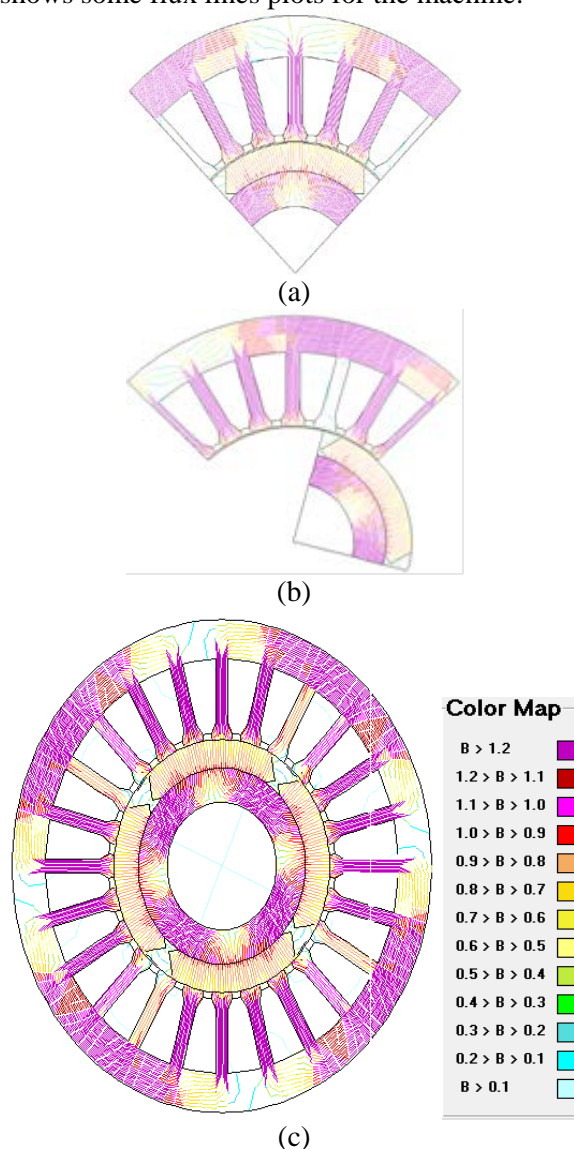 shows some flux lines plots for the machine.
(a)
(b)
Color Map
B > 1.2
1.2 > B > 1.1
1.1 > B > 1.0
1.0 > B > 0.9
0.9 > B > 0.8
0.8 > B > 0.7
0.7 > B > 0.6
0.6 > B > 0.5
0.5 > B > 0.4
0.4 > B > 0.3
0.3 > B > 0.2
0.2 > B > 0.1
B > 0.1
(c)